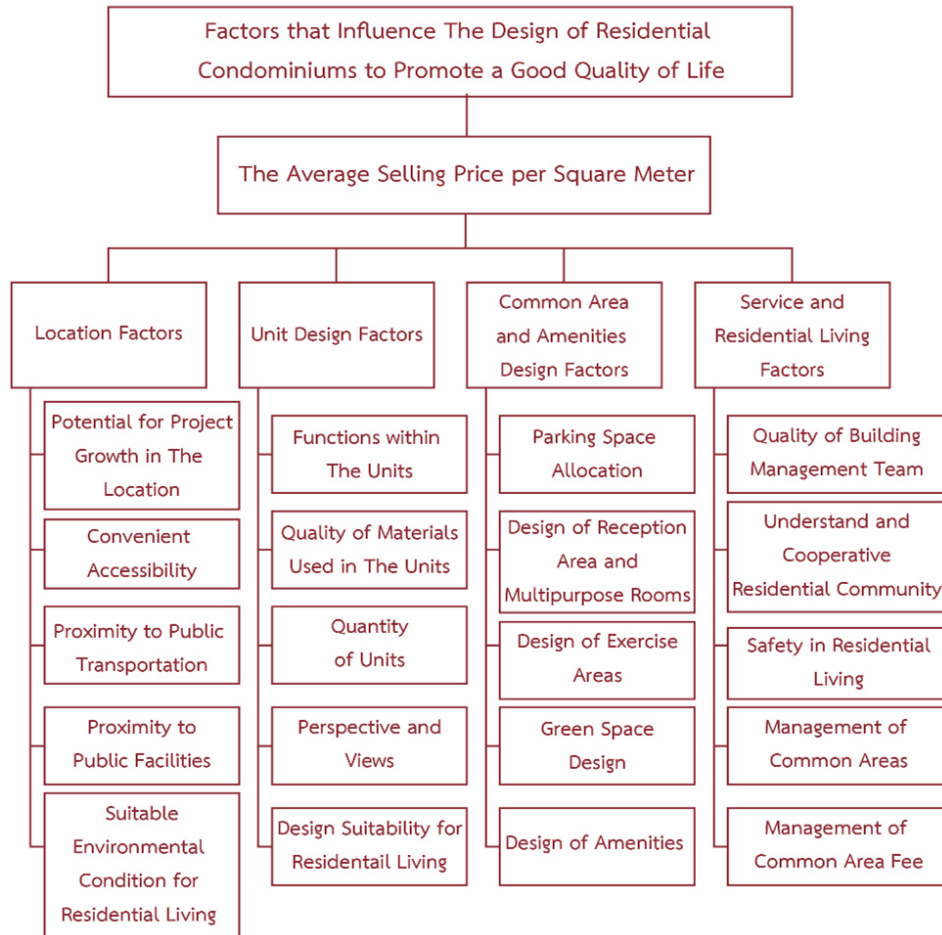 Factors that Influence The Design of Residential
Condominiums to Promote a Good Quality of Life
The Average Selling Price per Square Meter
Location Factors
Potential for Project
Growth in The
Location
Convenient
Accessibility
Proximity to Public
Transportation
Proximity to
Public Facilities
Suitable
Environmental
Condition for
Residential Living
Unit Design Factors
Functions within
The Units
Quality of Materials
Used in The Units
Quantity
of Units
Perspective and
Views
Design Suitability for
Residentail Living
Common Area
and Amenities
Design Factors
Parking Space
Allocation
Design of Reception
Area and
Multipurpose Rooms
Design of Exercise
Areas
Green Space
Design
Design of Amenities
Service and
Residential Living
Factors
Quality of Building
Management Team
Understand and
Cooperative
Residential Community
Safety in Residential
Living
Management of
Common Areas
Management of
Common Area Fee